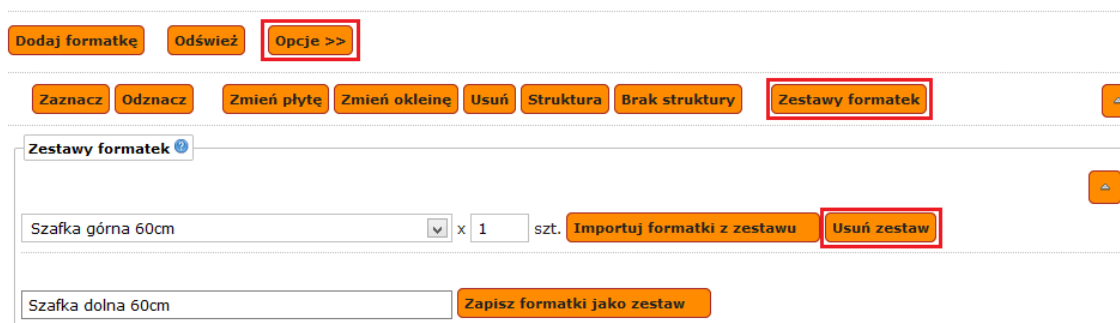 Dodaj formatkę Odśwież Opcje >>
Zaznacz Odznacz Zmień płytę Zmień okleinę Usuń Struktura Brak struktury Zestawy formatek
Zestawy formatek
Szafka górna 60cm x 1 szt. Importuj formatki z zestawu Usuń zestaw
Szafka dolna 60cm Zapisz formatki jako zestaw